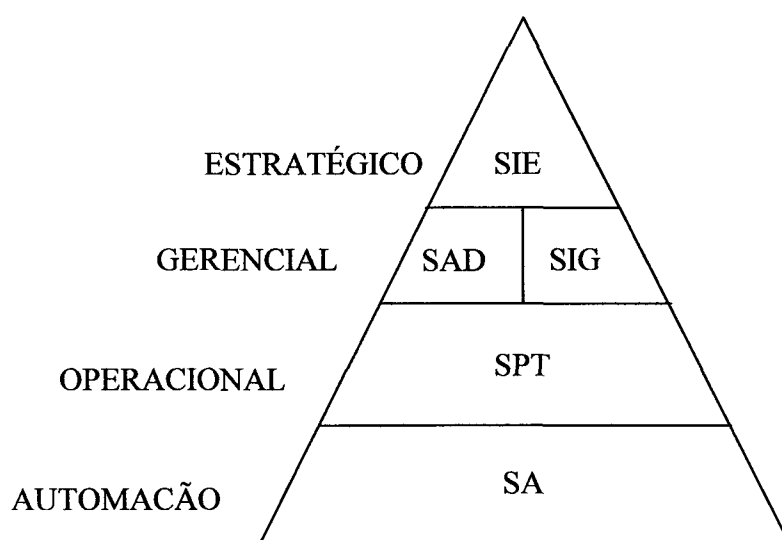 ESTRATÉGICO SIE
GERENCIAL SAD SIG
OPERACIONAL SPT
AUTOMACÃO SA